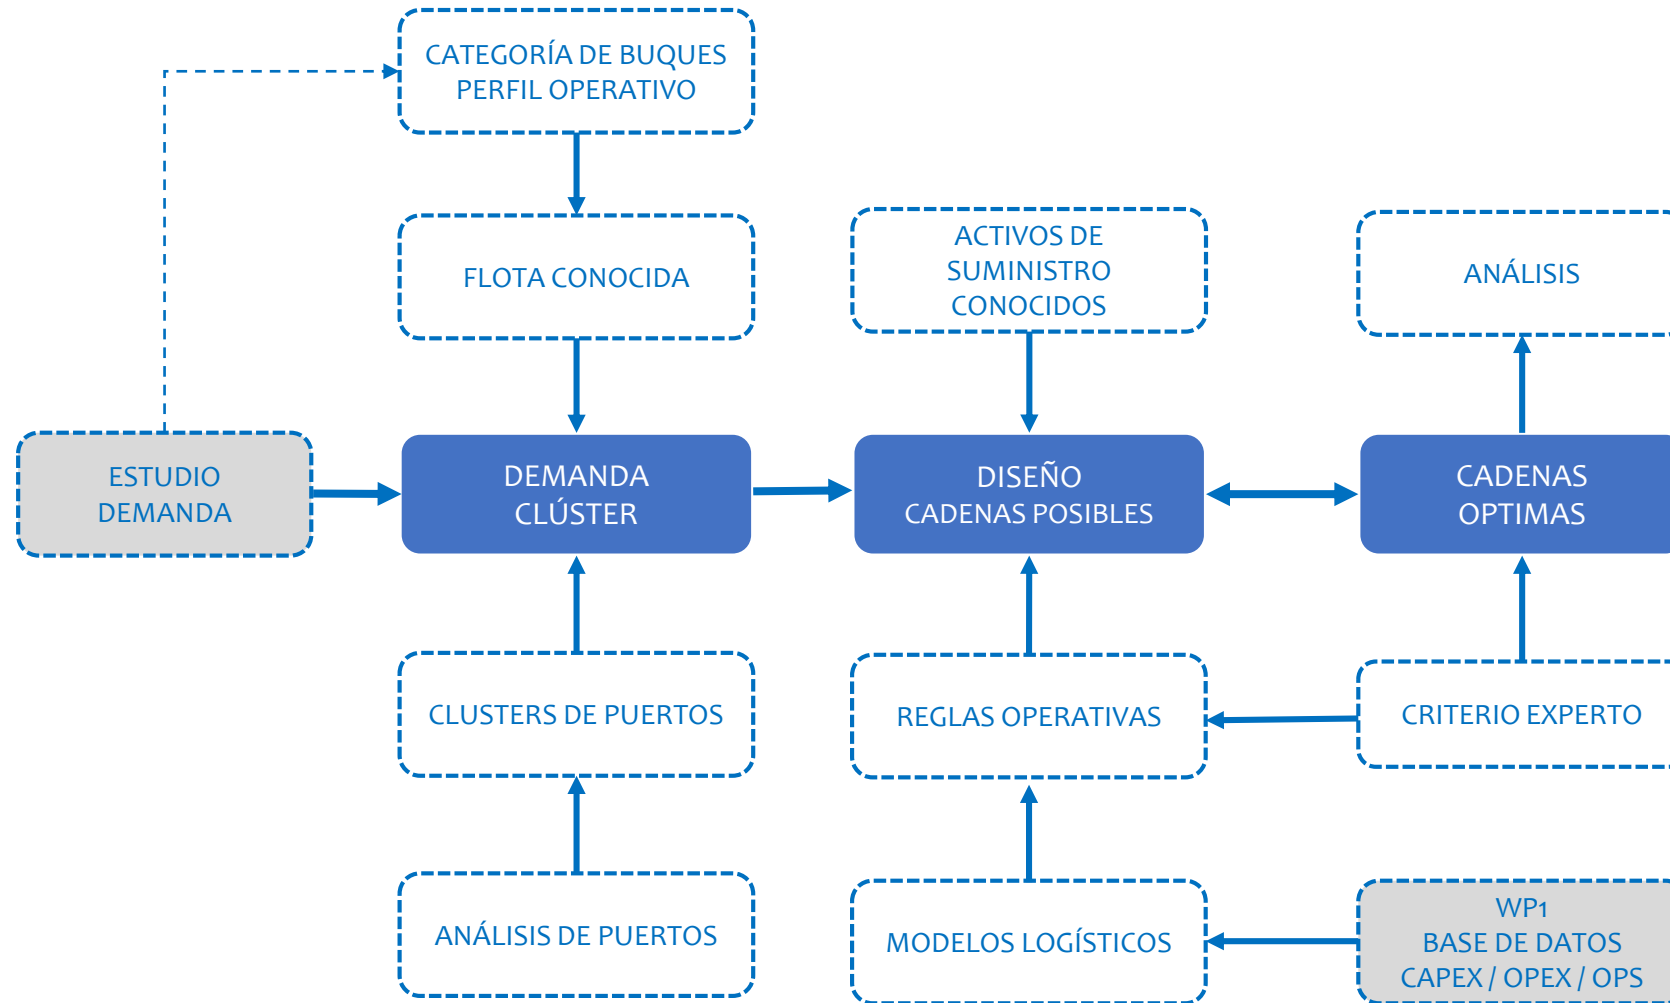 CATEGORÍA DE BUQUES
PERFIL OPERATIVO
FLOTA CONOCIDA
ACTIVOS DE
SUMINISTRO
CONOCIDOS
ANÁLISIS
ESTUDIO
DEMANDA
DEMANDA
CLÚSTER
DISEÑO
CADENAS POSIBLES
CADENAS
OPTIMAS
CLUSTERS DE PUERTOS
REGLAS OPERATIVAS
CRITERIO EXPERTO
ANÁLISIS DE PUERTOS
MODELOS LOGÍSTICOS
WP1
BASE DE DATOS
CAPEX / OPEX / OPS